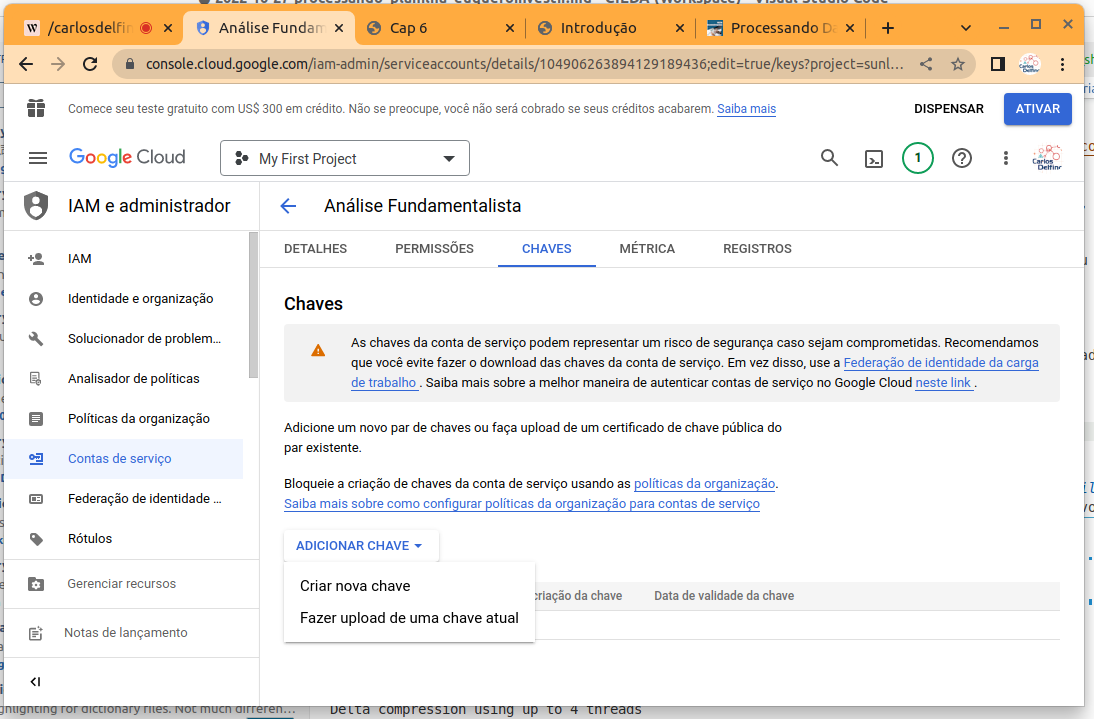 /carlosdelfin
Análise Fundam
Cap 6
Introdução
Processando Da
console.cloud.google.com/iam-admin/serviceaccounts/details/104906263894129189436;edit=true/keys?project=sunl...
Comece seu teste gratuito com US$ 300 em crédito. Não se preocupe, você não será cobrado se seus créditos acabarem. Saiba mais
DISPENSAR
ATIVAR
Google Cloud
My First Project
1
IAM e administrador
Análise Fundamentalista
DETALHES
PERMISSÕES
CHAVES
MÉTRICA
REGISTROS
IAM
Identidade e organização
Solucionador de problem...
Analisador de políticas
Políticas da organização
Contas de serviço
Federação de identidade ...
Rótulos
Gerenciar recursos
Notas de lançamento
Chaves
As chaves da conta de serviço podem representar um risco de segurança caso sejam comprometidas. Recomendamos
que você evite fazer o download das chaves da conta de serviço. Em vez disso, use a Federação de identidade da carga
de trabalho . Saiba mais sobre a melhor maneira de autenticar contas de serviço no Google Cloud neste link .
Adicione um novo par de chaves ou faça upload de um certificado de chave pública do
par existente.
Bloqueie a criação de chaves da conta de serviço usando as políticas da organização.
Saiba mais sobre como configurar políticas da organização para contas de serviço
ADICIONAR CHAVE
Criar nova chave
Fazer upload de uma chave atual
criação da chave
Data de validade da chave
highlighting for dictionary files. Not much differen...
Delta compression using up to 4 threads